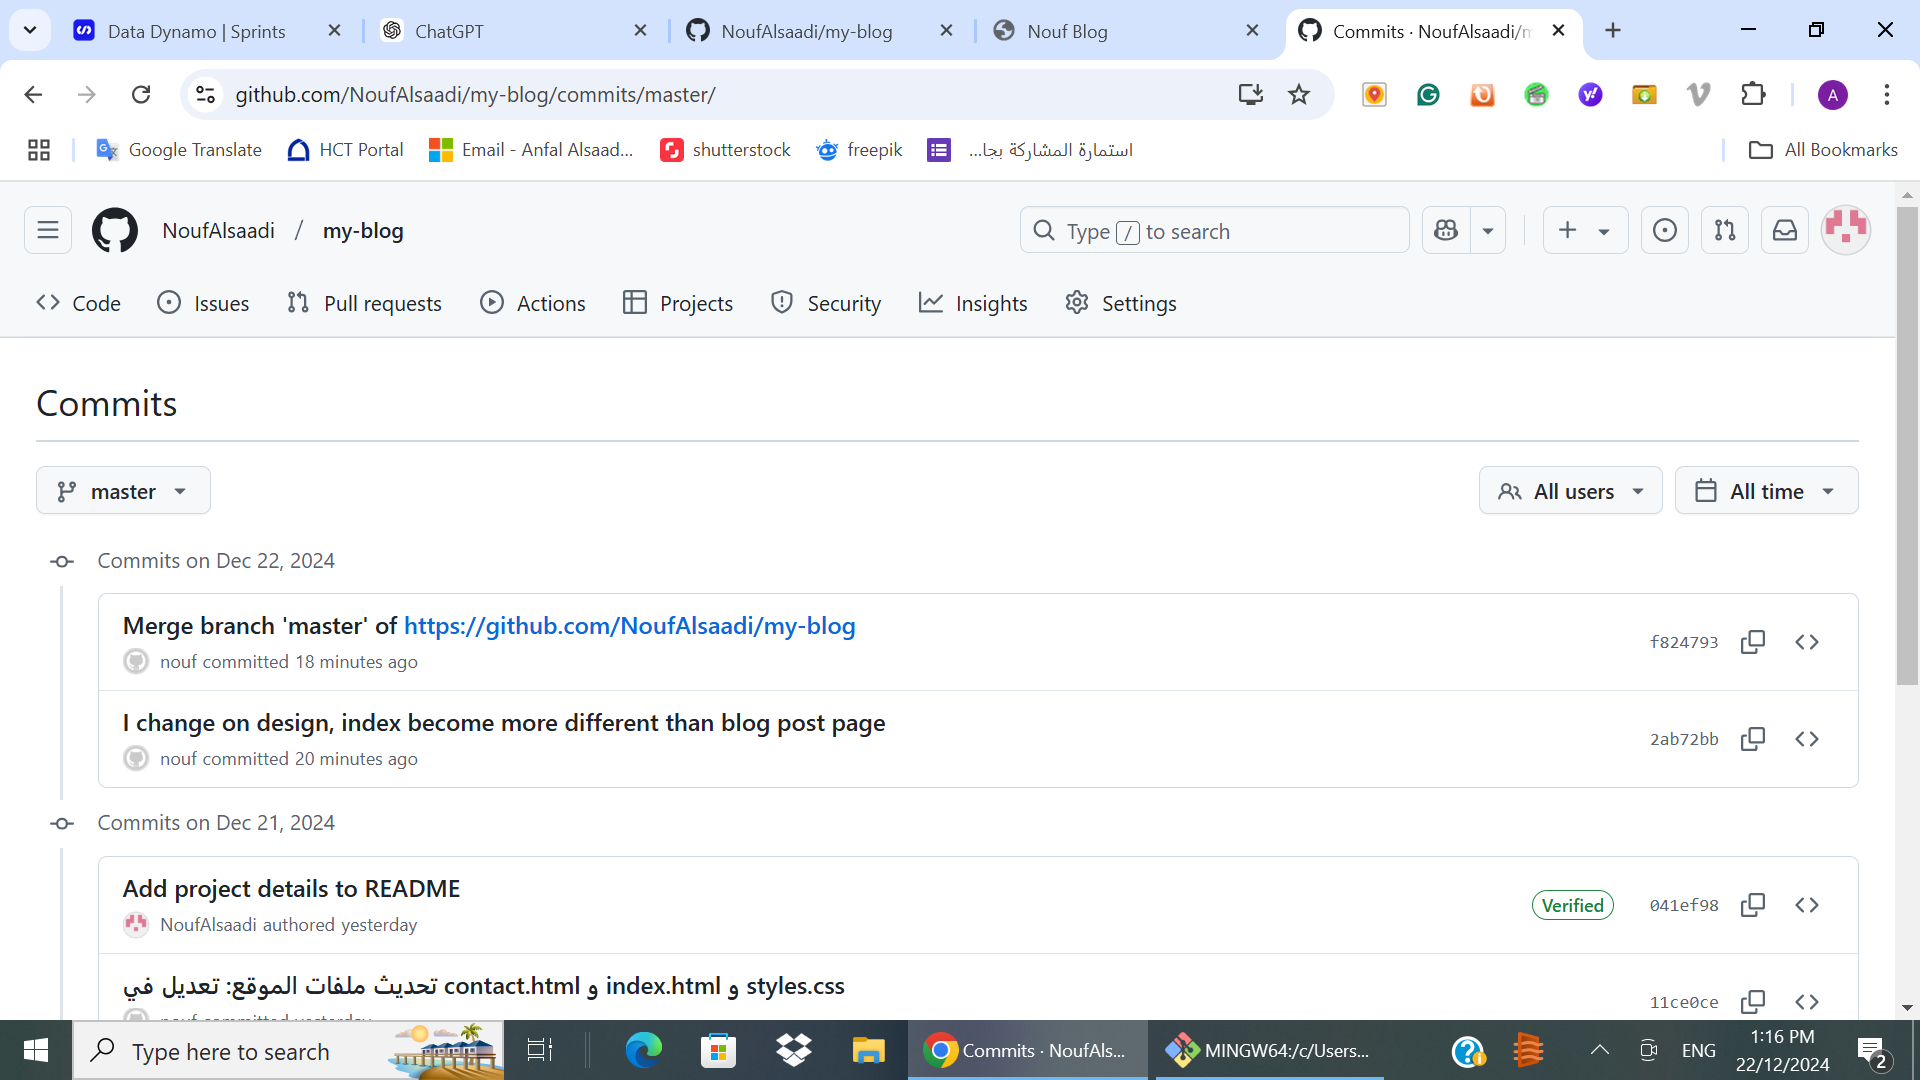 Data Dynamo | Sprints
ChatGPT
NoufAlsaadi/my-blog
Nouf Blog
Commits · NoufAlsaadi/m
github.com/NoufAlsaadi/my-blog/commits/master/
A
Google Translate
HCT Portal
Email - Anfal Alsaad...
shutterstock
freepik
استمارة المشاركة بجا...
All Bookmarks
NoufAlsaadi / my-blog
Type / to search
Code
Issues
Pull requests
Actions
Projects
Security
Insights
Settings
Commits
master
All users
All time
Commits on Dec 22, 2024
Merge branch 'master' of https://github.com/NoufAlsaadi/my-blog
f824793
nouf committed 18 minutes ago
I change on design, index become more different than blog post page
2ab72bb
nouf committed 20 minutes ago
Commits on Dec 21, 2024
Add project details to README
Verified
041ef98
NoufAlsaadi authored yesterday
تحديث ملفات الموقع: تعديل في contact.html و index.html و styles.css
11ce0ce
nouf committed yesterday
Type here to search
Commits · NoufAls...
MINGW64:/c/Users...
ENG
1:16 PM
22/12/2024
2